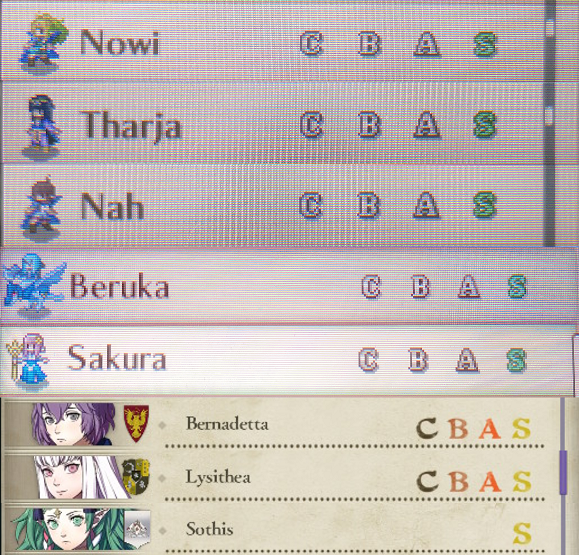 Nowi C B A S
Tharja C B A S
Nah C B A S
Beruka C B A S
Sakura C B A S
Bernadetta C B A S
Lysithea C B A S
Sothis S